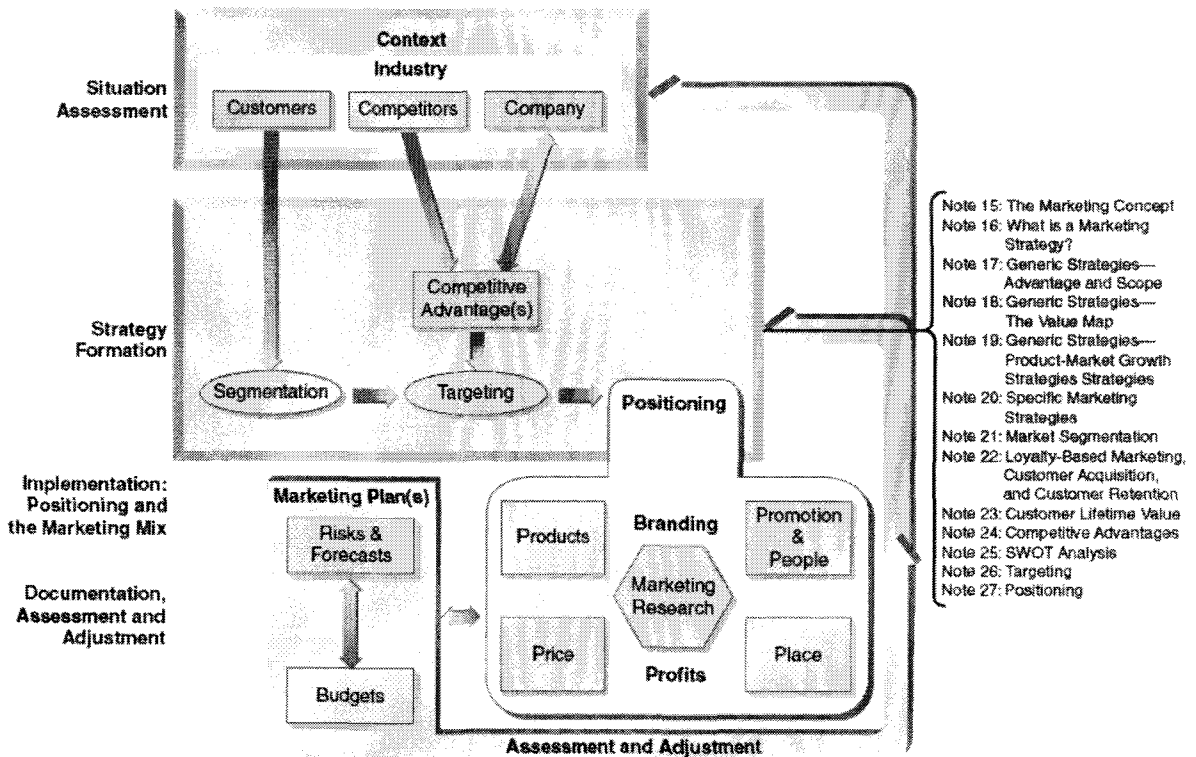 Context
Industry
Situation
Assessment
Customers
Competitors
Company
Strategy
Formation
Competitive
Advantage(s)
Segmentation
Targeting
Positioning
Implementation:
Positioning and
the Marketing Mix
Documentation,
Assessment and
Adjustment
Marketing Plan(s)
Risks &
Forecasts
Budgets
Products
Branding
Promotion
&
People
Marketing
Research
Price
Profits
Place
Assessment and Adjustment
Note 15: The Marketing Concept
Note 16: What is a Marketing
Strategy?
Note 17: Generic Strategies—
Advantage and Scope
Note 18: Generic Strategies—
The Value Map
Note 19: Generic Strategies—
Product-Market Growth
Strategies Strategies
Note 20: Specific Marketing
Strategies
Note 21: Market Segmentation
Note 22: Loyalty-Based Marketing,
Customer Acquisition,
and Customer Retention
Note 23: Customer Lifetime Value
Note 24: Competitive Advantages
Note 25: SWOT Analysis
Note 26: Targeting
Note 27: Positioning